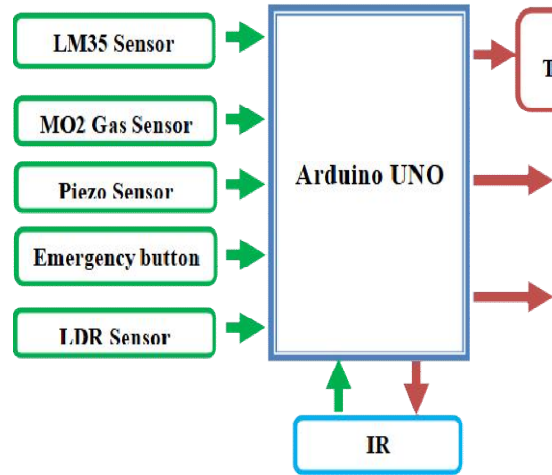 LM35 Sensor
MO2 Gas Sensor
Piezo Sensor
Emergency button
LDR Sensor
Arduino UNO
T
IR